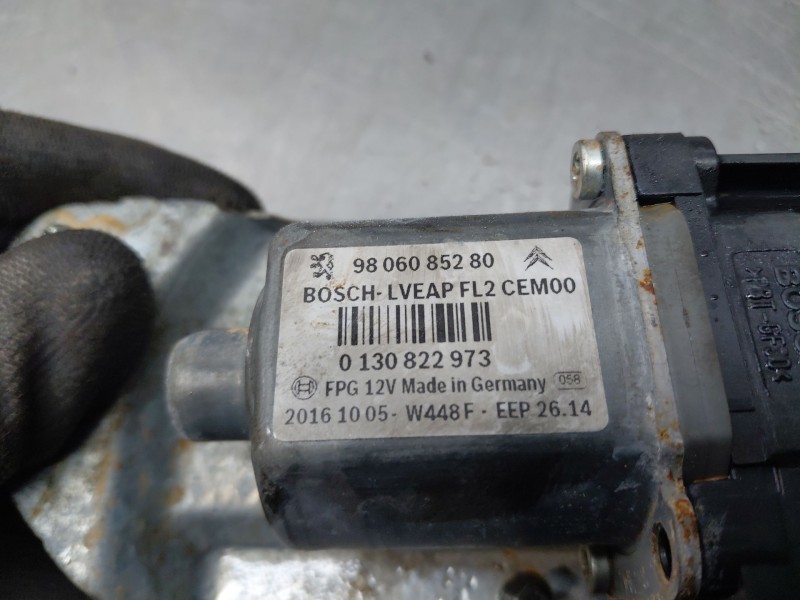 98 060 852 80
BOSCH- LVEAP FL2 CEM00
0 130 822 973
FPG 12V Made in Germany 058
2016 10 05- W448 F - EEP 26.14